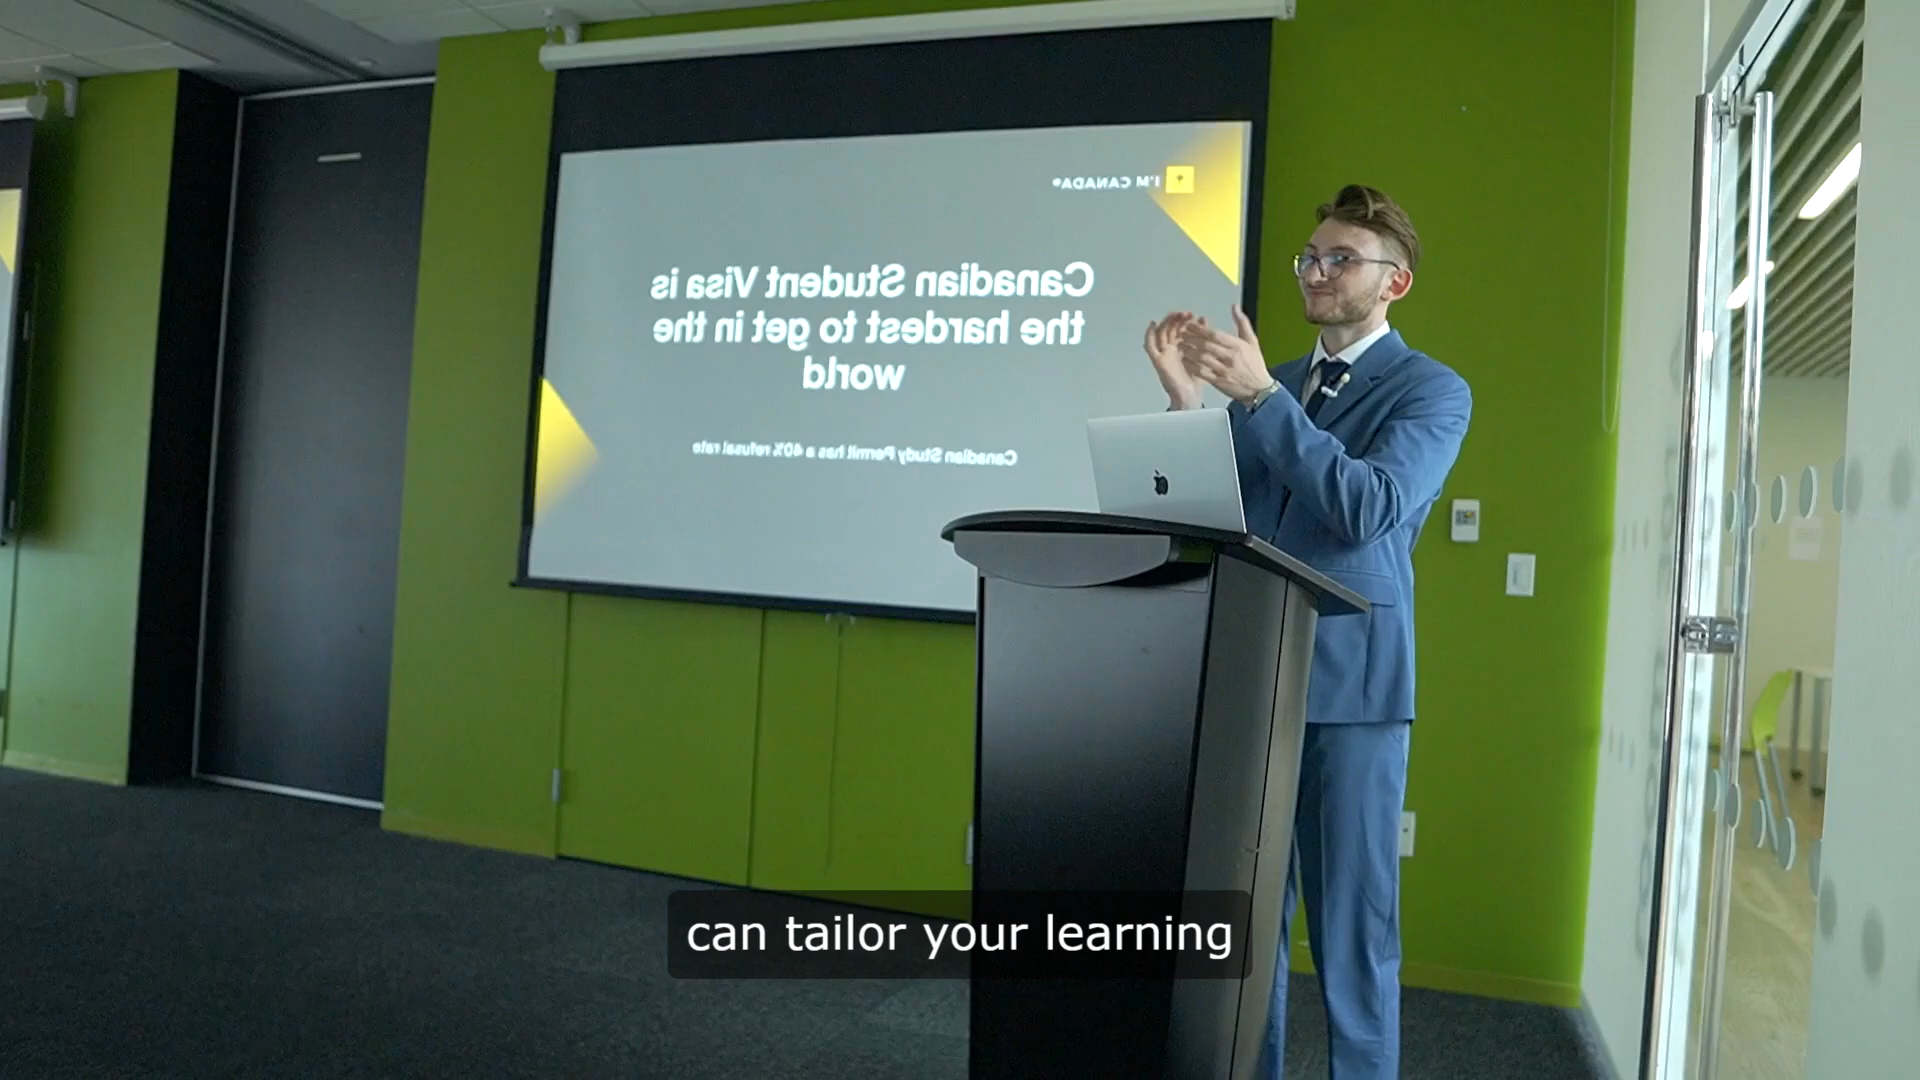 I'M CANADA®
Canadian Student Visa is
the hardest to get in the
world
Canadian Study Permit has a 40% refusal rate
can tailor your learning